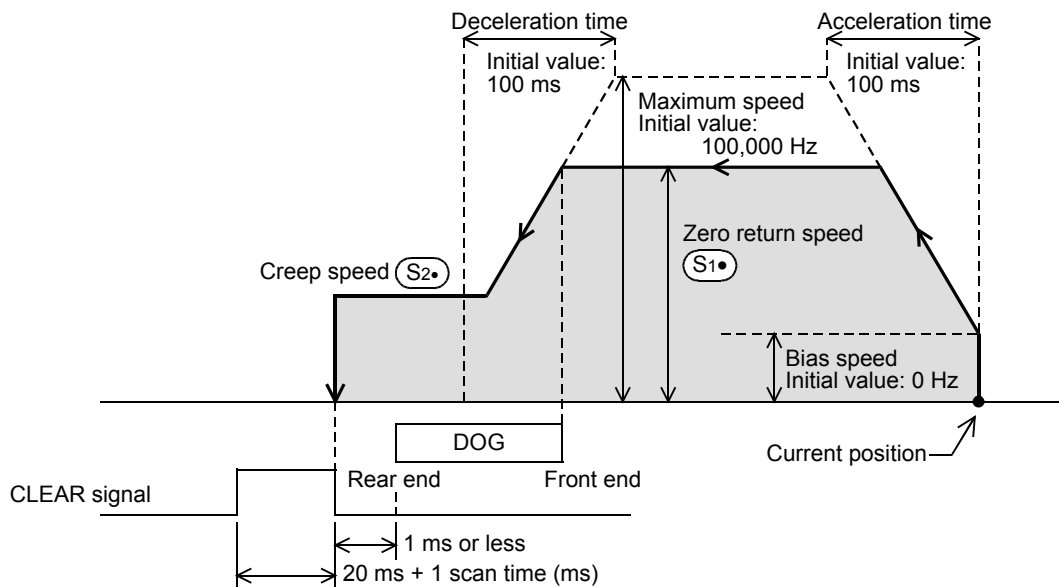 Deceleration time
Acceleration time
Initial value:
100 ms
Initial value:
100 ms
Maximum speed
Initial value:
100,000 Hz
Zero return speed
S1•
Creep speed S2•
Bias speed
Initial value: 0 Hz
DOG
Current position
Rear end
Front end
CLEAR signal
1 ms or less
20 ms + 1 scan time (ms)